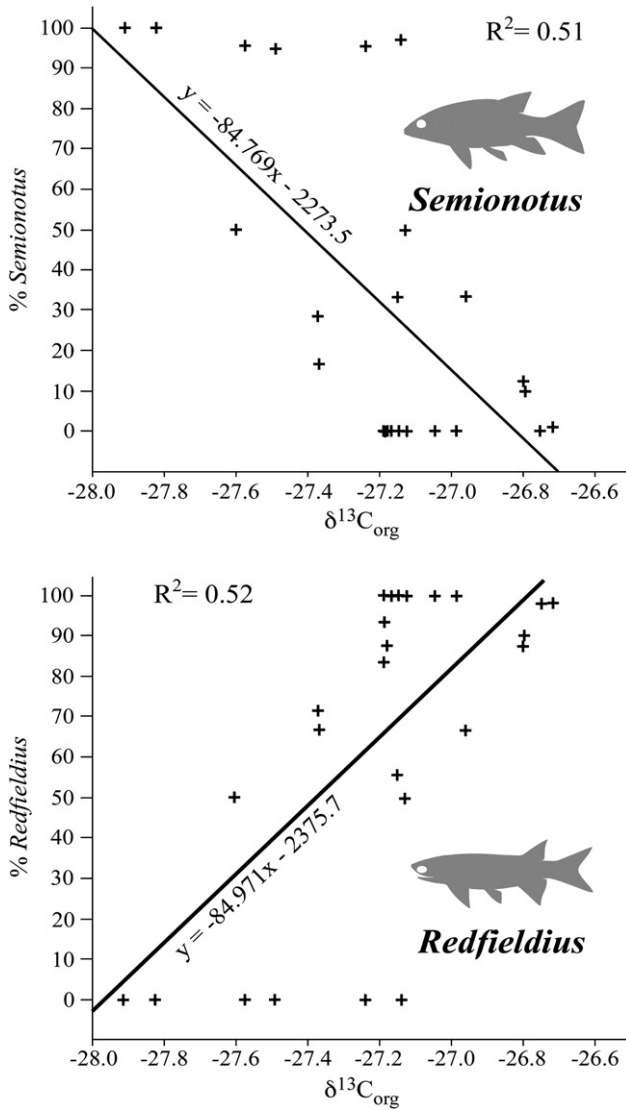 R²= 0.51
100
90
80
70
60
50
40
30
20
10
0
% Semionotus
y = -84.769x - 2273.5
Semionotus
-28.0 -27.8 -27.6 -27.4 -27.2 -27.0 -26.8 -26.6
δ¹³C_org
R²= 0.52
100
90
80
70
60
50
40
30
20
10
0
% Redfieldius
y = -84.971x - 2375.7
Redfieldius
-28.0 -27.8 -27.6 -27.4 -27.2 -27.0 -26.8 -26.6
δ¹³C_org